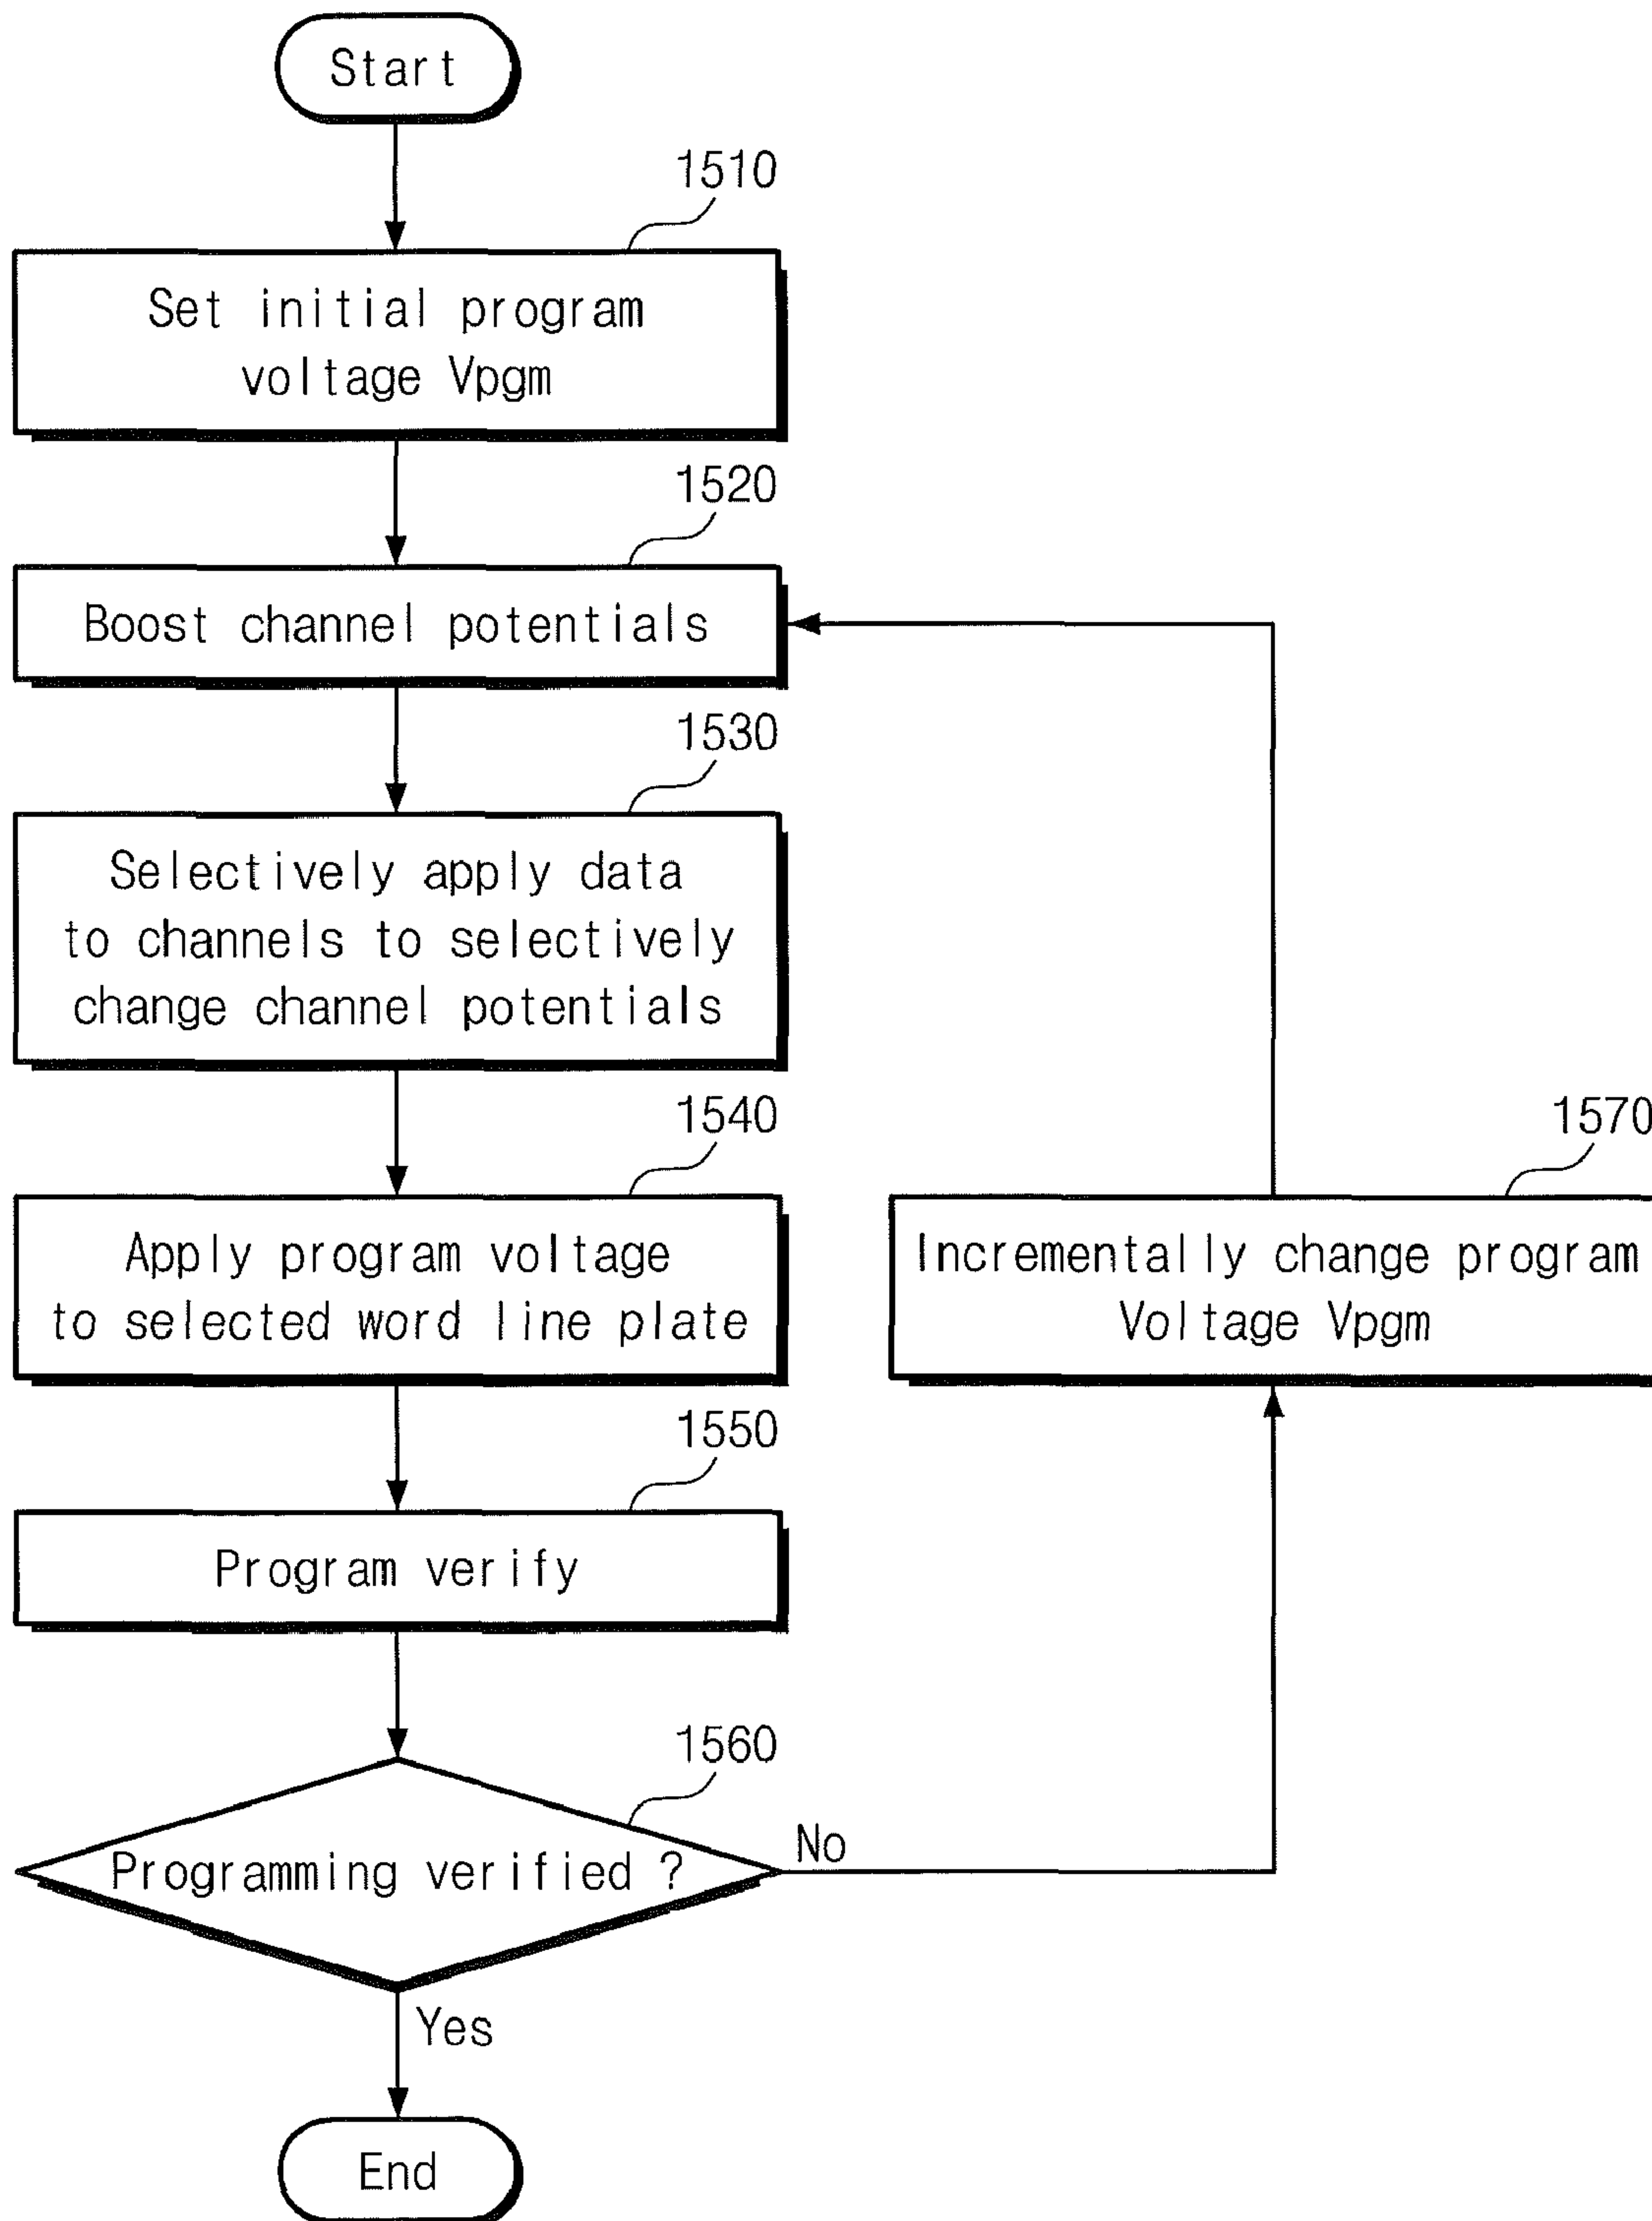 Start
1510
Set initial program
voltage Vpgm
1520
Boost channel potentials
1530
Selectively apply data
to channels to selectively
change channel potentials
1540
Apply program voltage
to selected word line plate
1570
Incrementally change program
Voltage Vpgm
1550
Program verify
1560
Programming verified ?
No
Yes
End